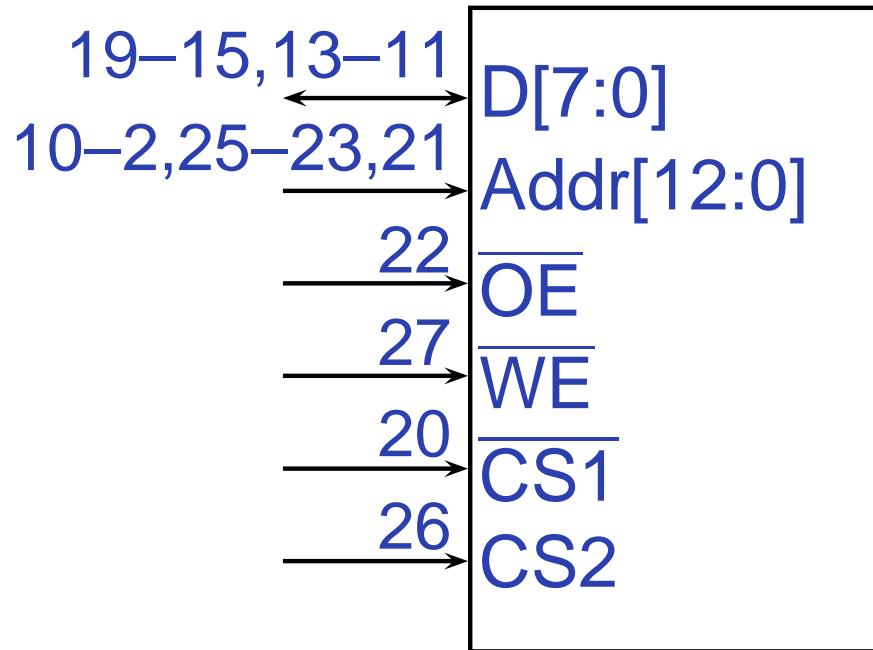 19–15,13–11
D[7:0]
10–2,25–23,21
Addr[12:0]
22
OE
27
WE
20
CS1
26
CS2